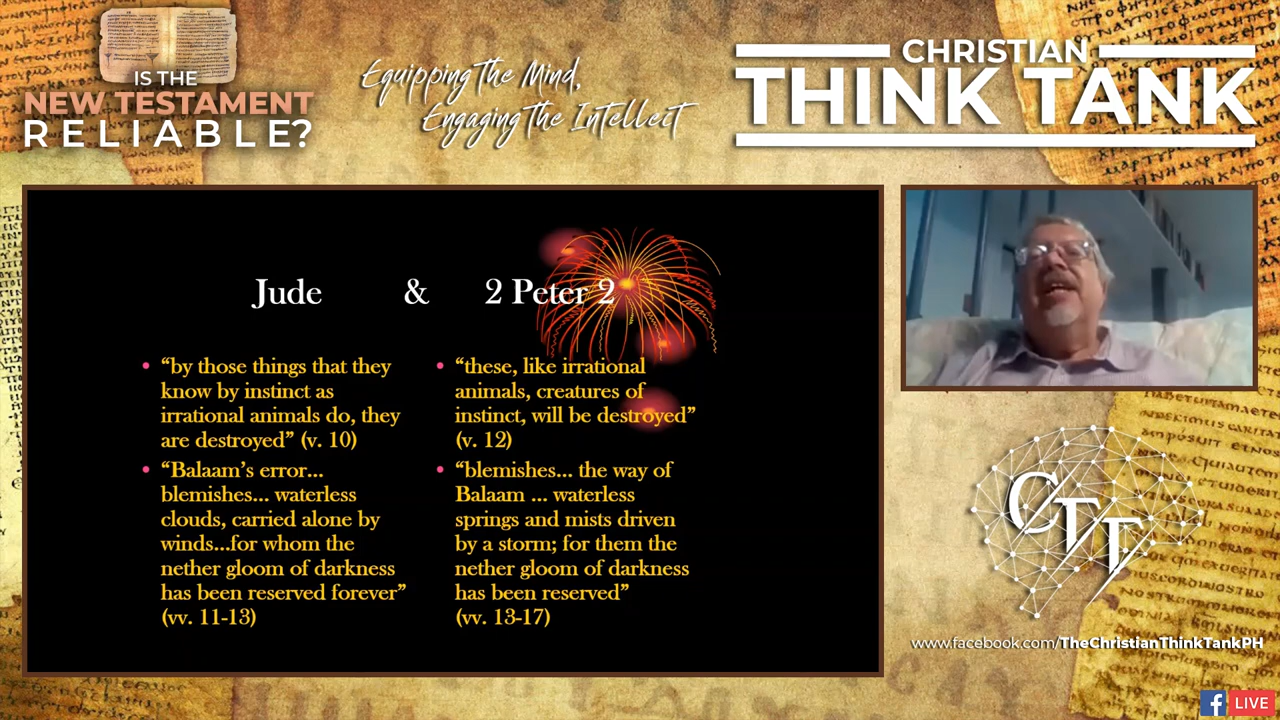 IS THE
NEW TESTAMENT
RELIABLE?
Equipping The Mind,
Engaging The Intellect
CHRISTIAN
THINK TANK
Jude & 2 Peter 2
• “by those things that they
know by instinct as
irrational animals do, they
are destroyed” (v. 10)
• “Balaam’s error...
blemishes... waterless
clouds, carried alone by
winds...for whom the
nether gloom of darkness
has been reserved forever”
(vv. 11-13)
• “these, like irrational
animals, creatures of
instinct, will be destroyed”
(v. 12)
• “blemishes... the way of
Balaam ... waterless
springs and mists driven
by a storm; for them the
nether gloom of darkness
has been reserved”
(vv. 13-17)
CTT
www.facebook.com/TheChristianThinkTankPH
f LIVE